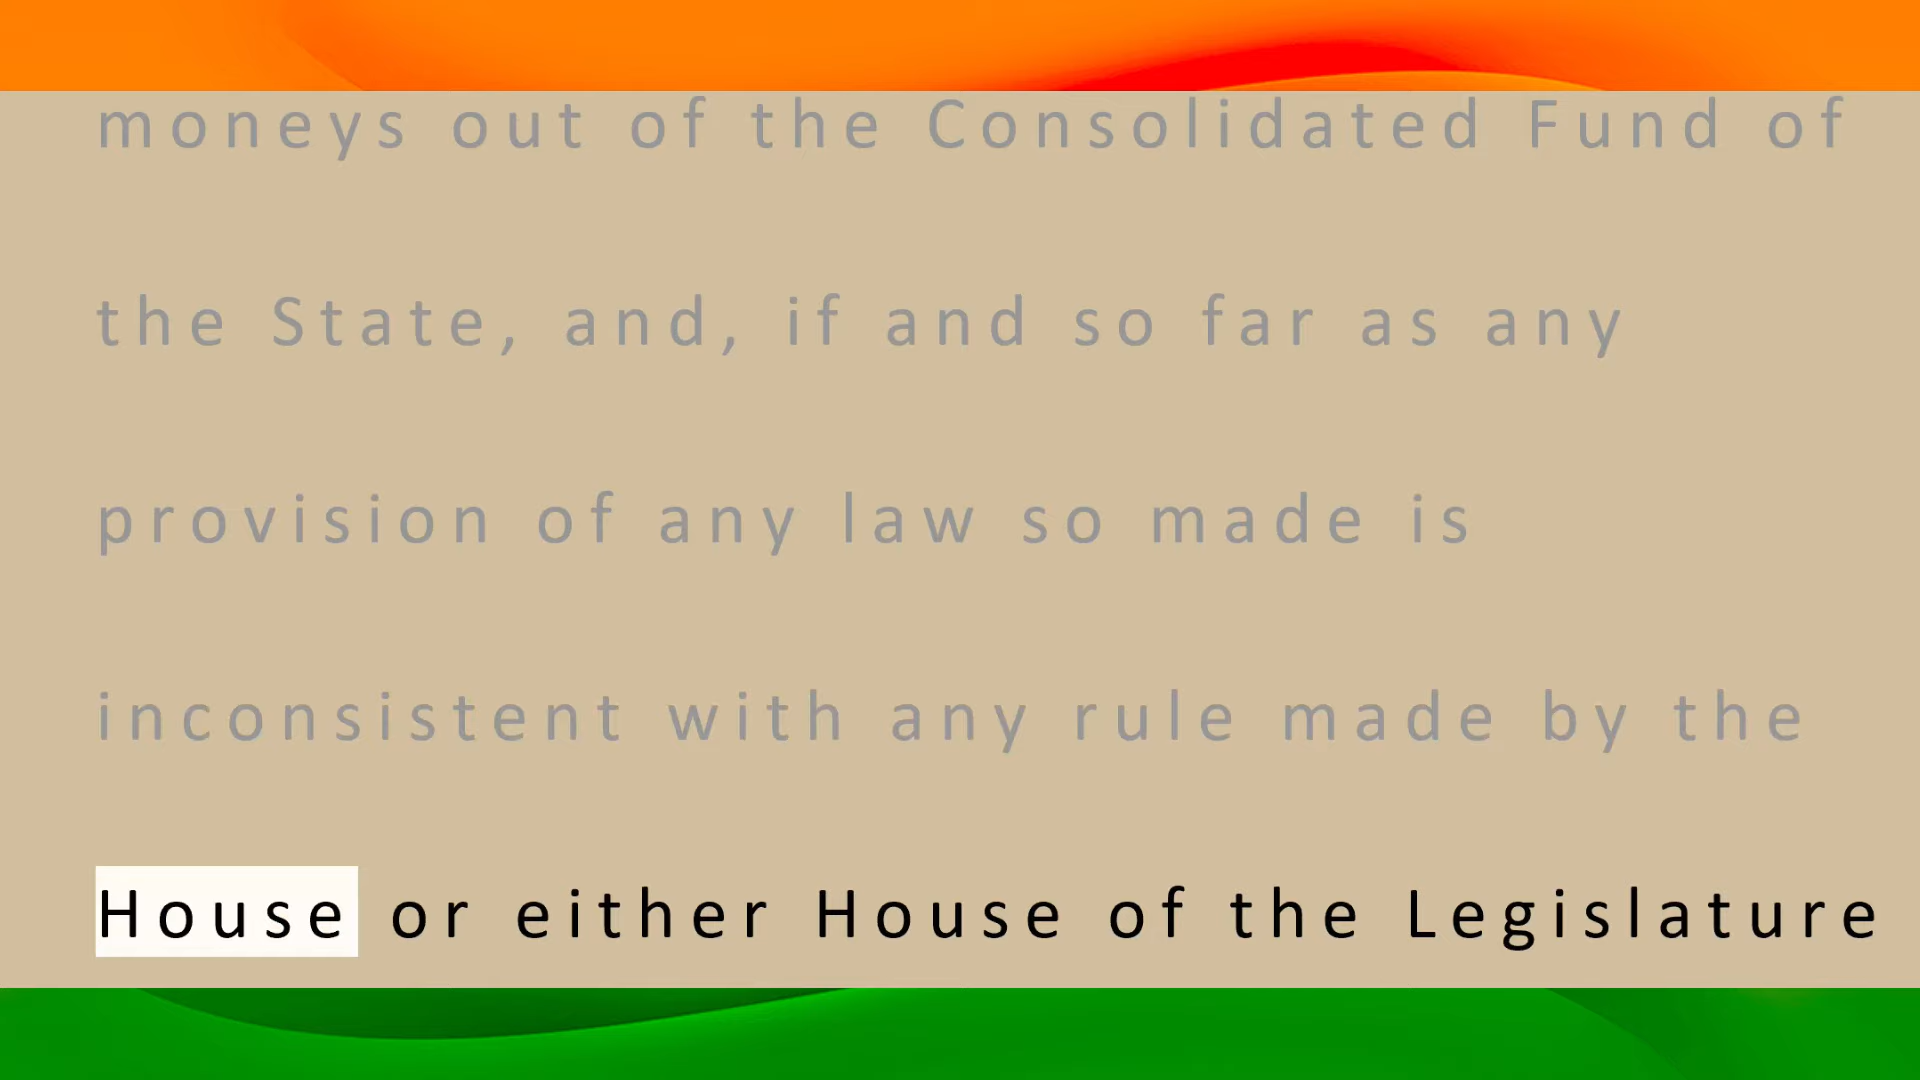 moneys out of the Consolidated Fund of
the State, and, if and so far as any
provision of any law so made is
inconsistent with any rule made by the
House or either House of the Legislature